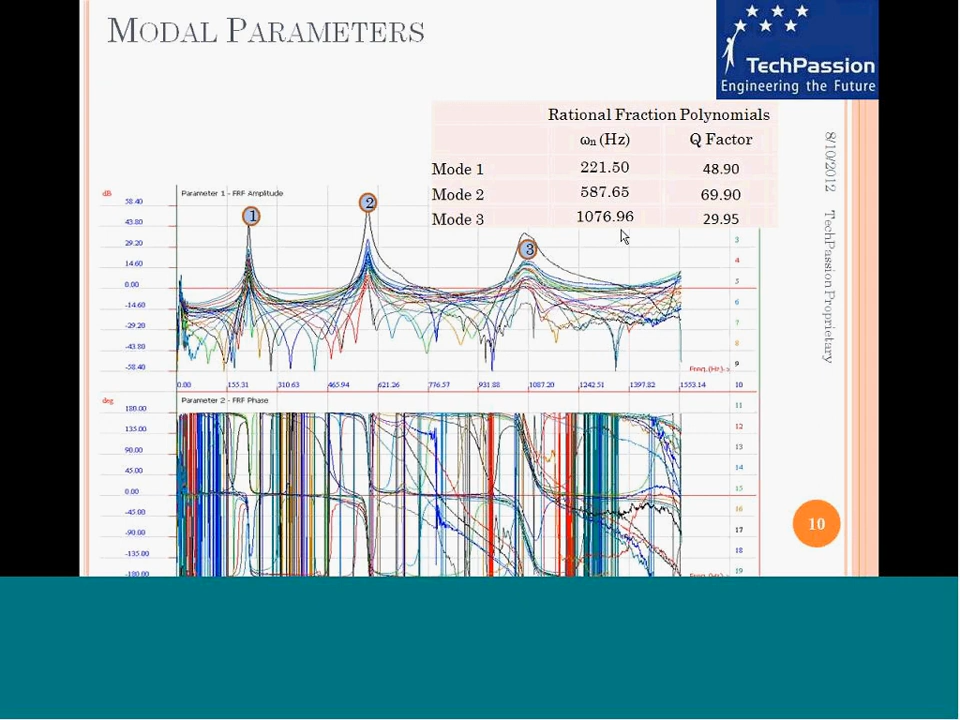 MODAL PARAMETERS
TechPassion
Engineering the Future
Rational Fraction Polynomials
ωn (Hz) Q Factor
Mode 1 221.50 48.90
Mode 2 587.65 69.90
Mode 3 1076.96 29.95
8/10/2012 TechPassion Proprietary
dB
Parameter 1 - FRF Amplitude
58.40
43.80
29.20
14.60
0.00
-14.60
-29.20
-43.80
-58.40
1
2
3
3
4
5
6
7
8
9
Freq.(Hz)->
0.00 155.31 310.63 465.94 621.26 776.57 931.88 1087.20 1242.51 1397.82 1553.14 10
deg
Parameter 2 - FRF Phase
180.00
135.00
90.00
45.00
0.00
-45.00
-90.00
-135.00
-180.00
11
12
13
14
15
16
17
18
19
10